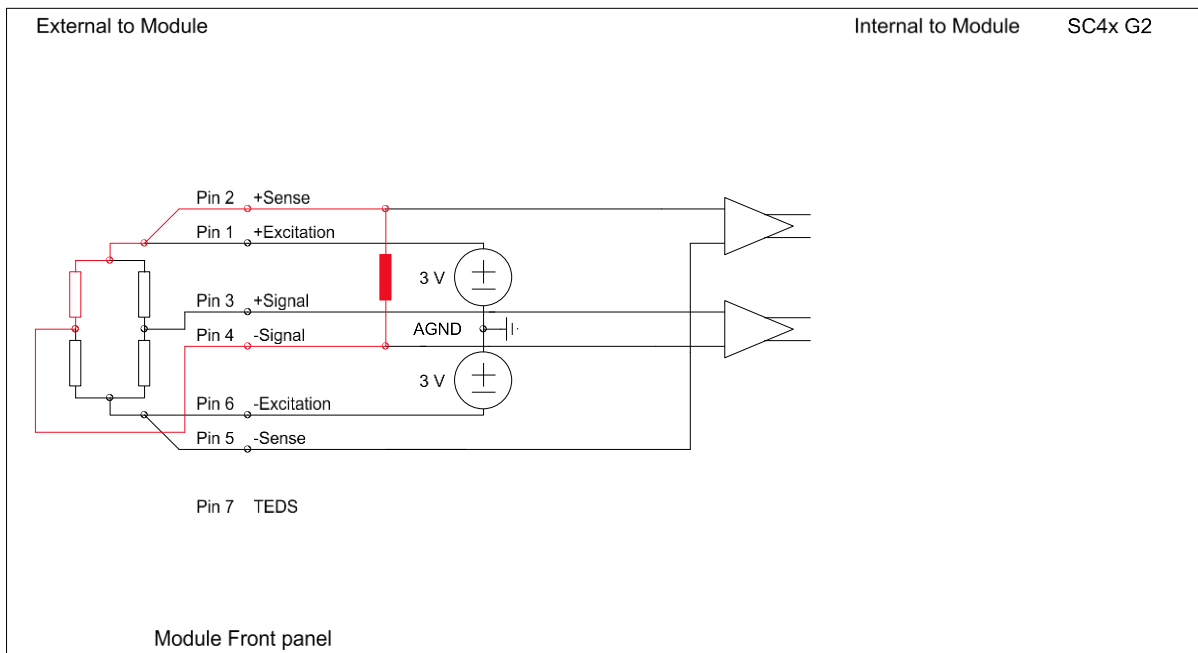 External to Module
Internal to Module SC4x G2
Pin 2 +Sense
Pin 1 +Excitation
3 V
Pin 3 +Signal
AGND
Pin 4 -Signal
3 V
Pin 6 -Excitation
Pin 5 -Sense
Pin 7 TEDS
Module Front panel